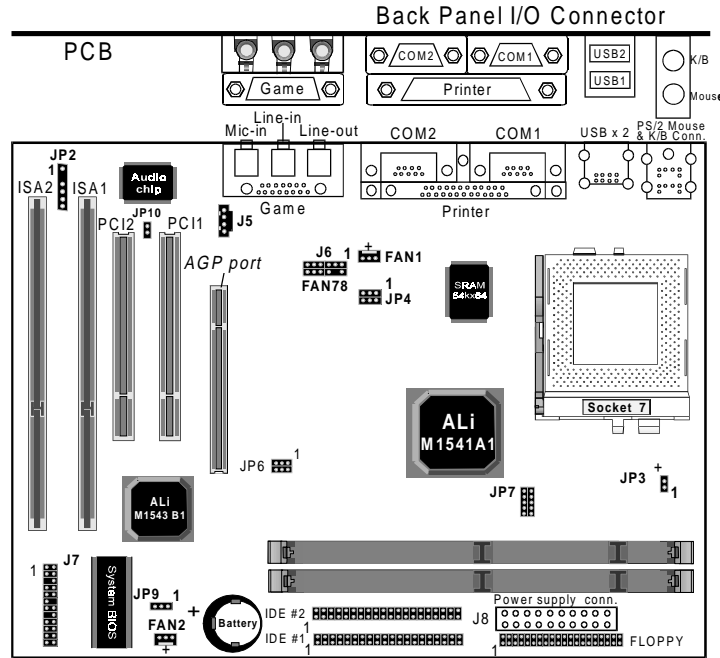 Back Panel I/O Connector
PCB
COM2
COM1
USB2
USB1
K/B
Mouse
Game
Printer
Line-in
Mic-in
Line-out
COM2
COM1
USB x 2
PS/2 Mouse
& K/B Conn.
JP2
1
ISA2
ISA1
Audio
chip
JP10
PCI2
PCI1
J5
Game
Printer
AGP port
J6
1
+
FAN1
FAN78
1
JP4
SRAM
64kx64
Socket 7
ALi
M1541A1
JP6
1
JP7
JP3
+
1
ALi
M1543 B1
J7
1
System BIOS
JP9
1
FAN2
+
+
Battery
IDE #2
1
IDE #1
1
J8
Power supply conn.
1
FLOPPY